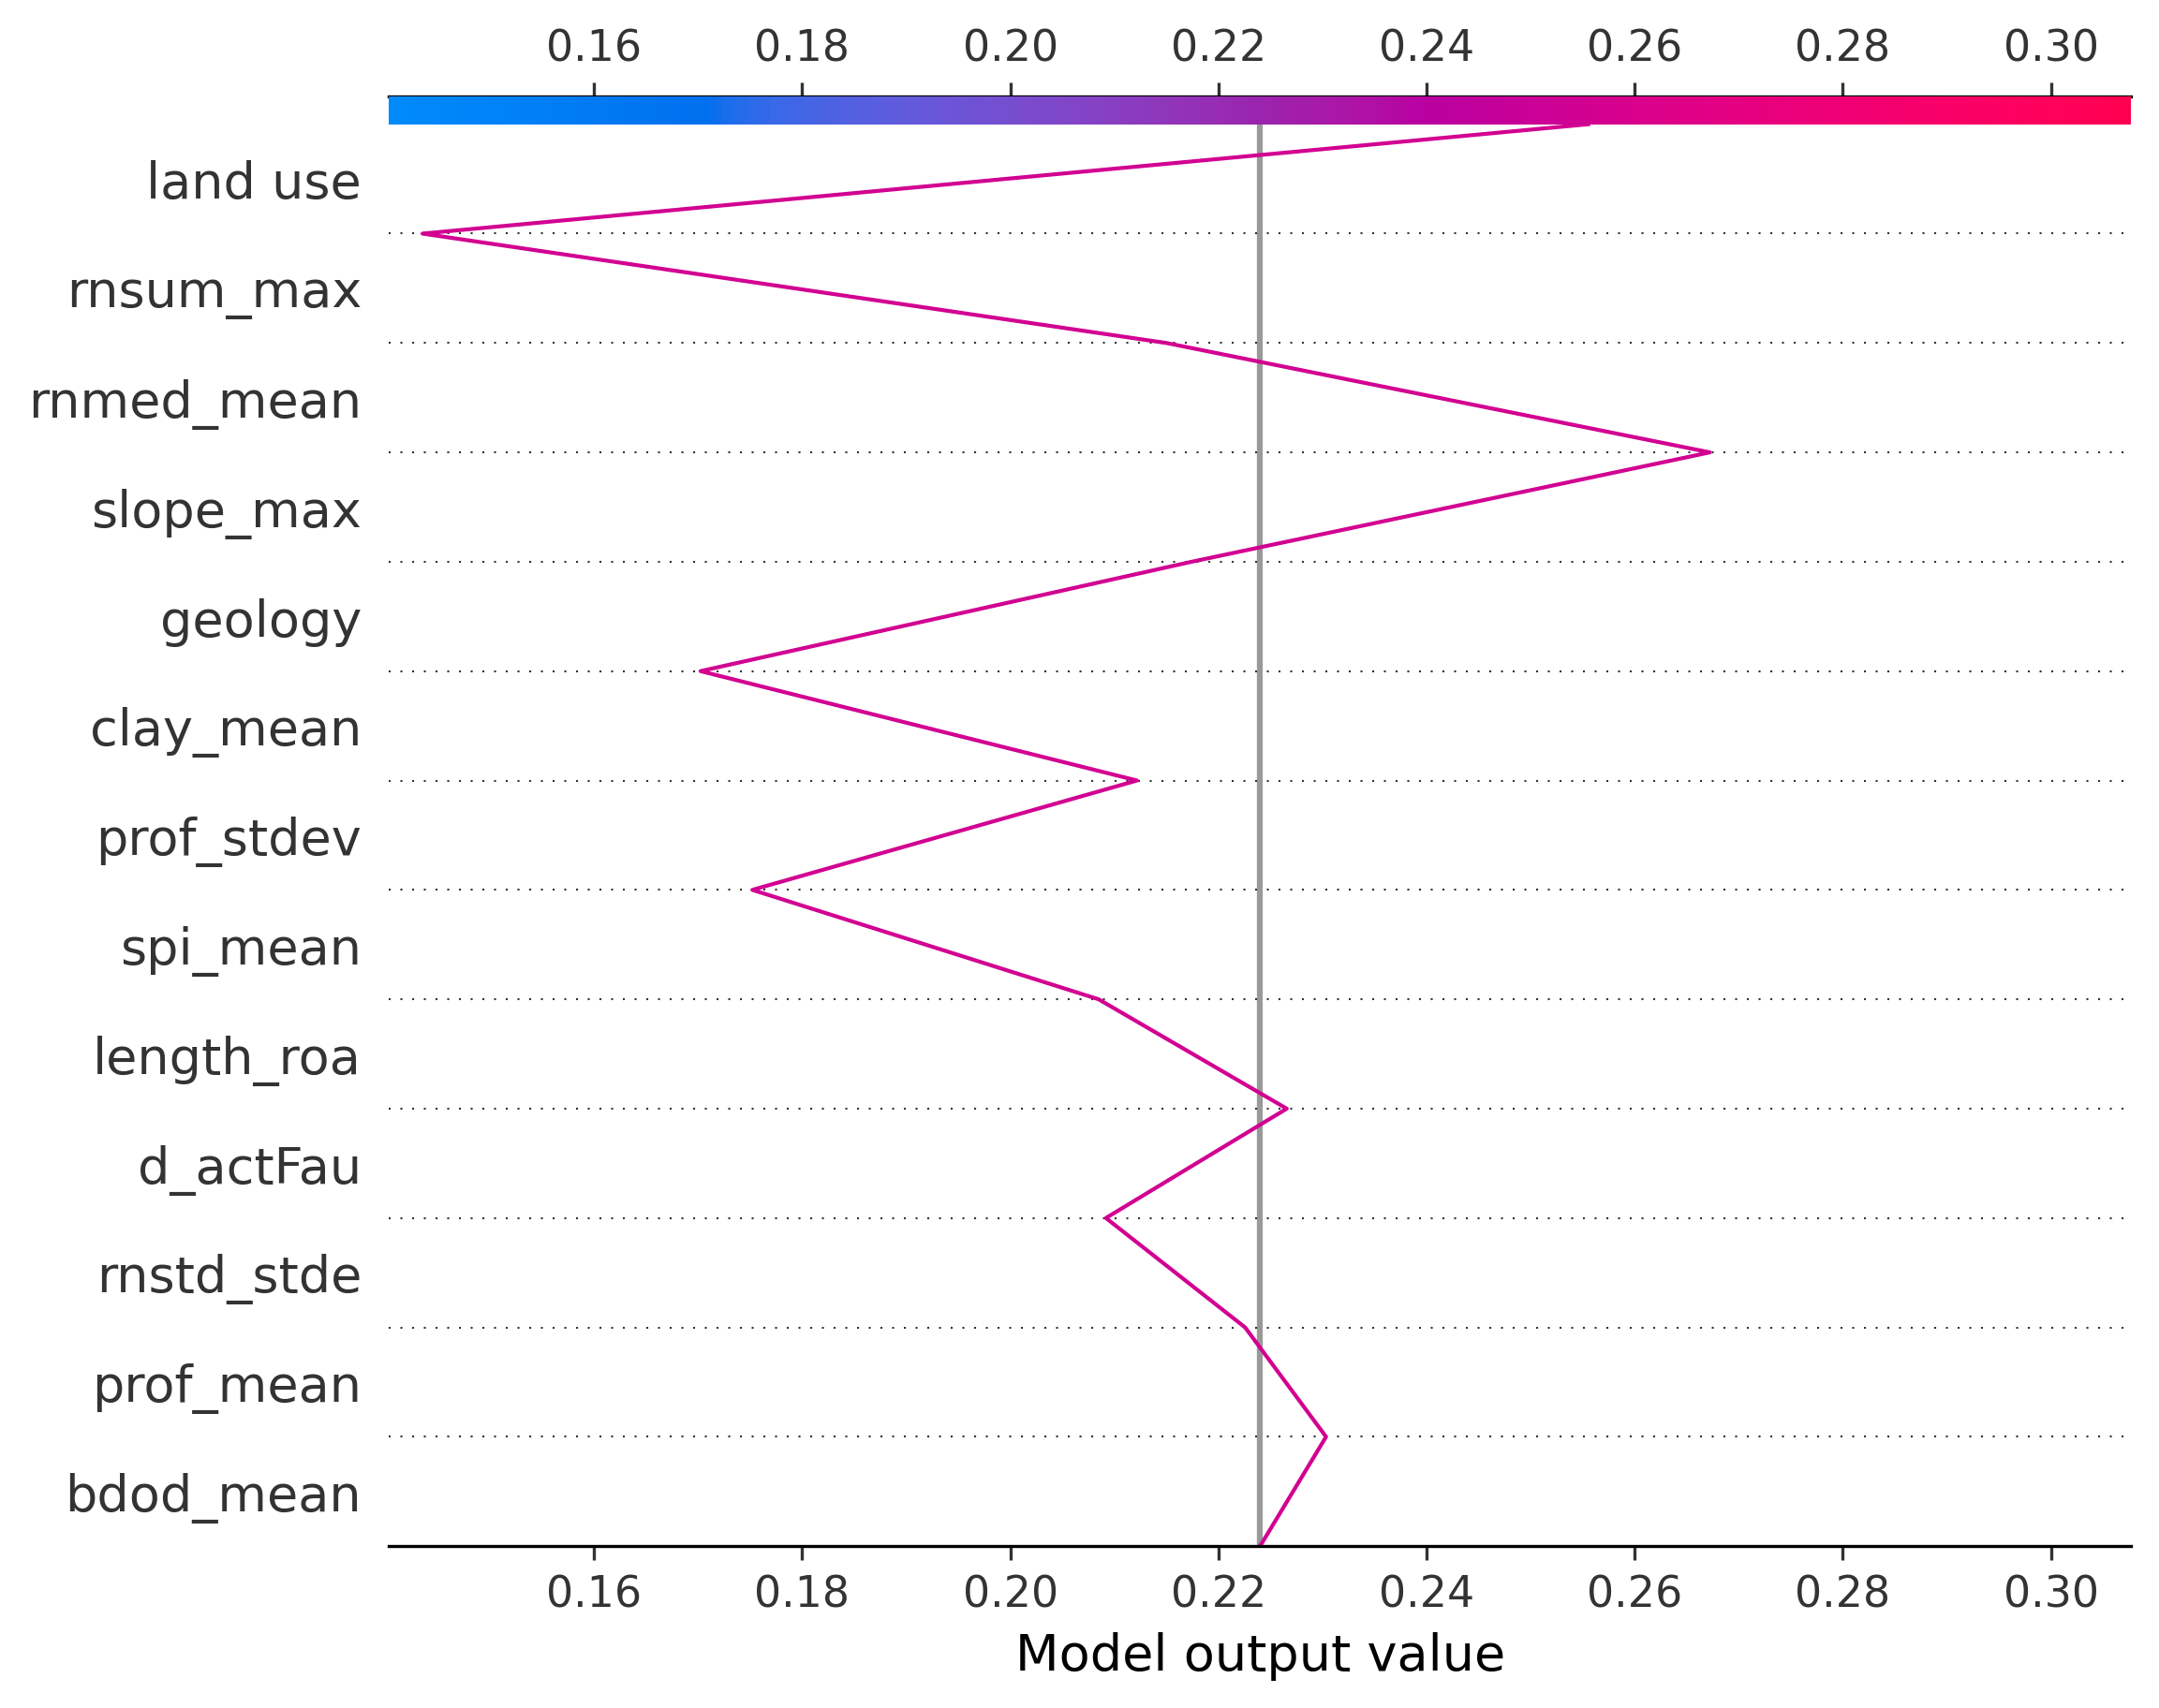 0.16 0.18 0.20 0.22 0.24 0.26 0.28 0.30
land use
rnsum_max
rnmed_mean
slope_max
geology
clay_mean
prof_stdev
spi_mean
length_roa
d_actFau
rnstd_stde
prof_mean
bdod_mean
0.16 0.18 0.20 0.22 0.24 0.26 0.28 0.30
Model output value